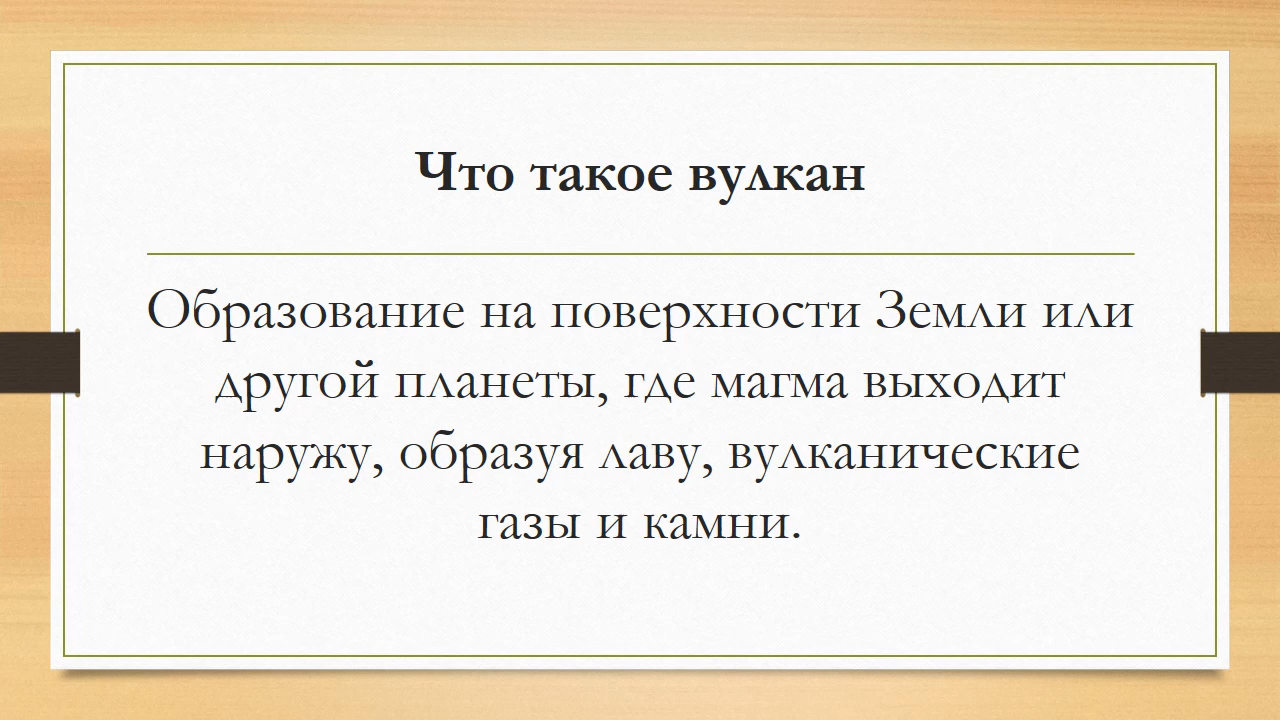 Что такое вулкан
Образование на поверхности Земли или
другой планеты, где магма выходит
наружу, образуя лаву, вулканические
газы и камни.